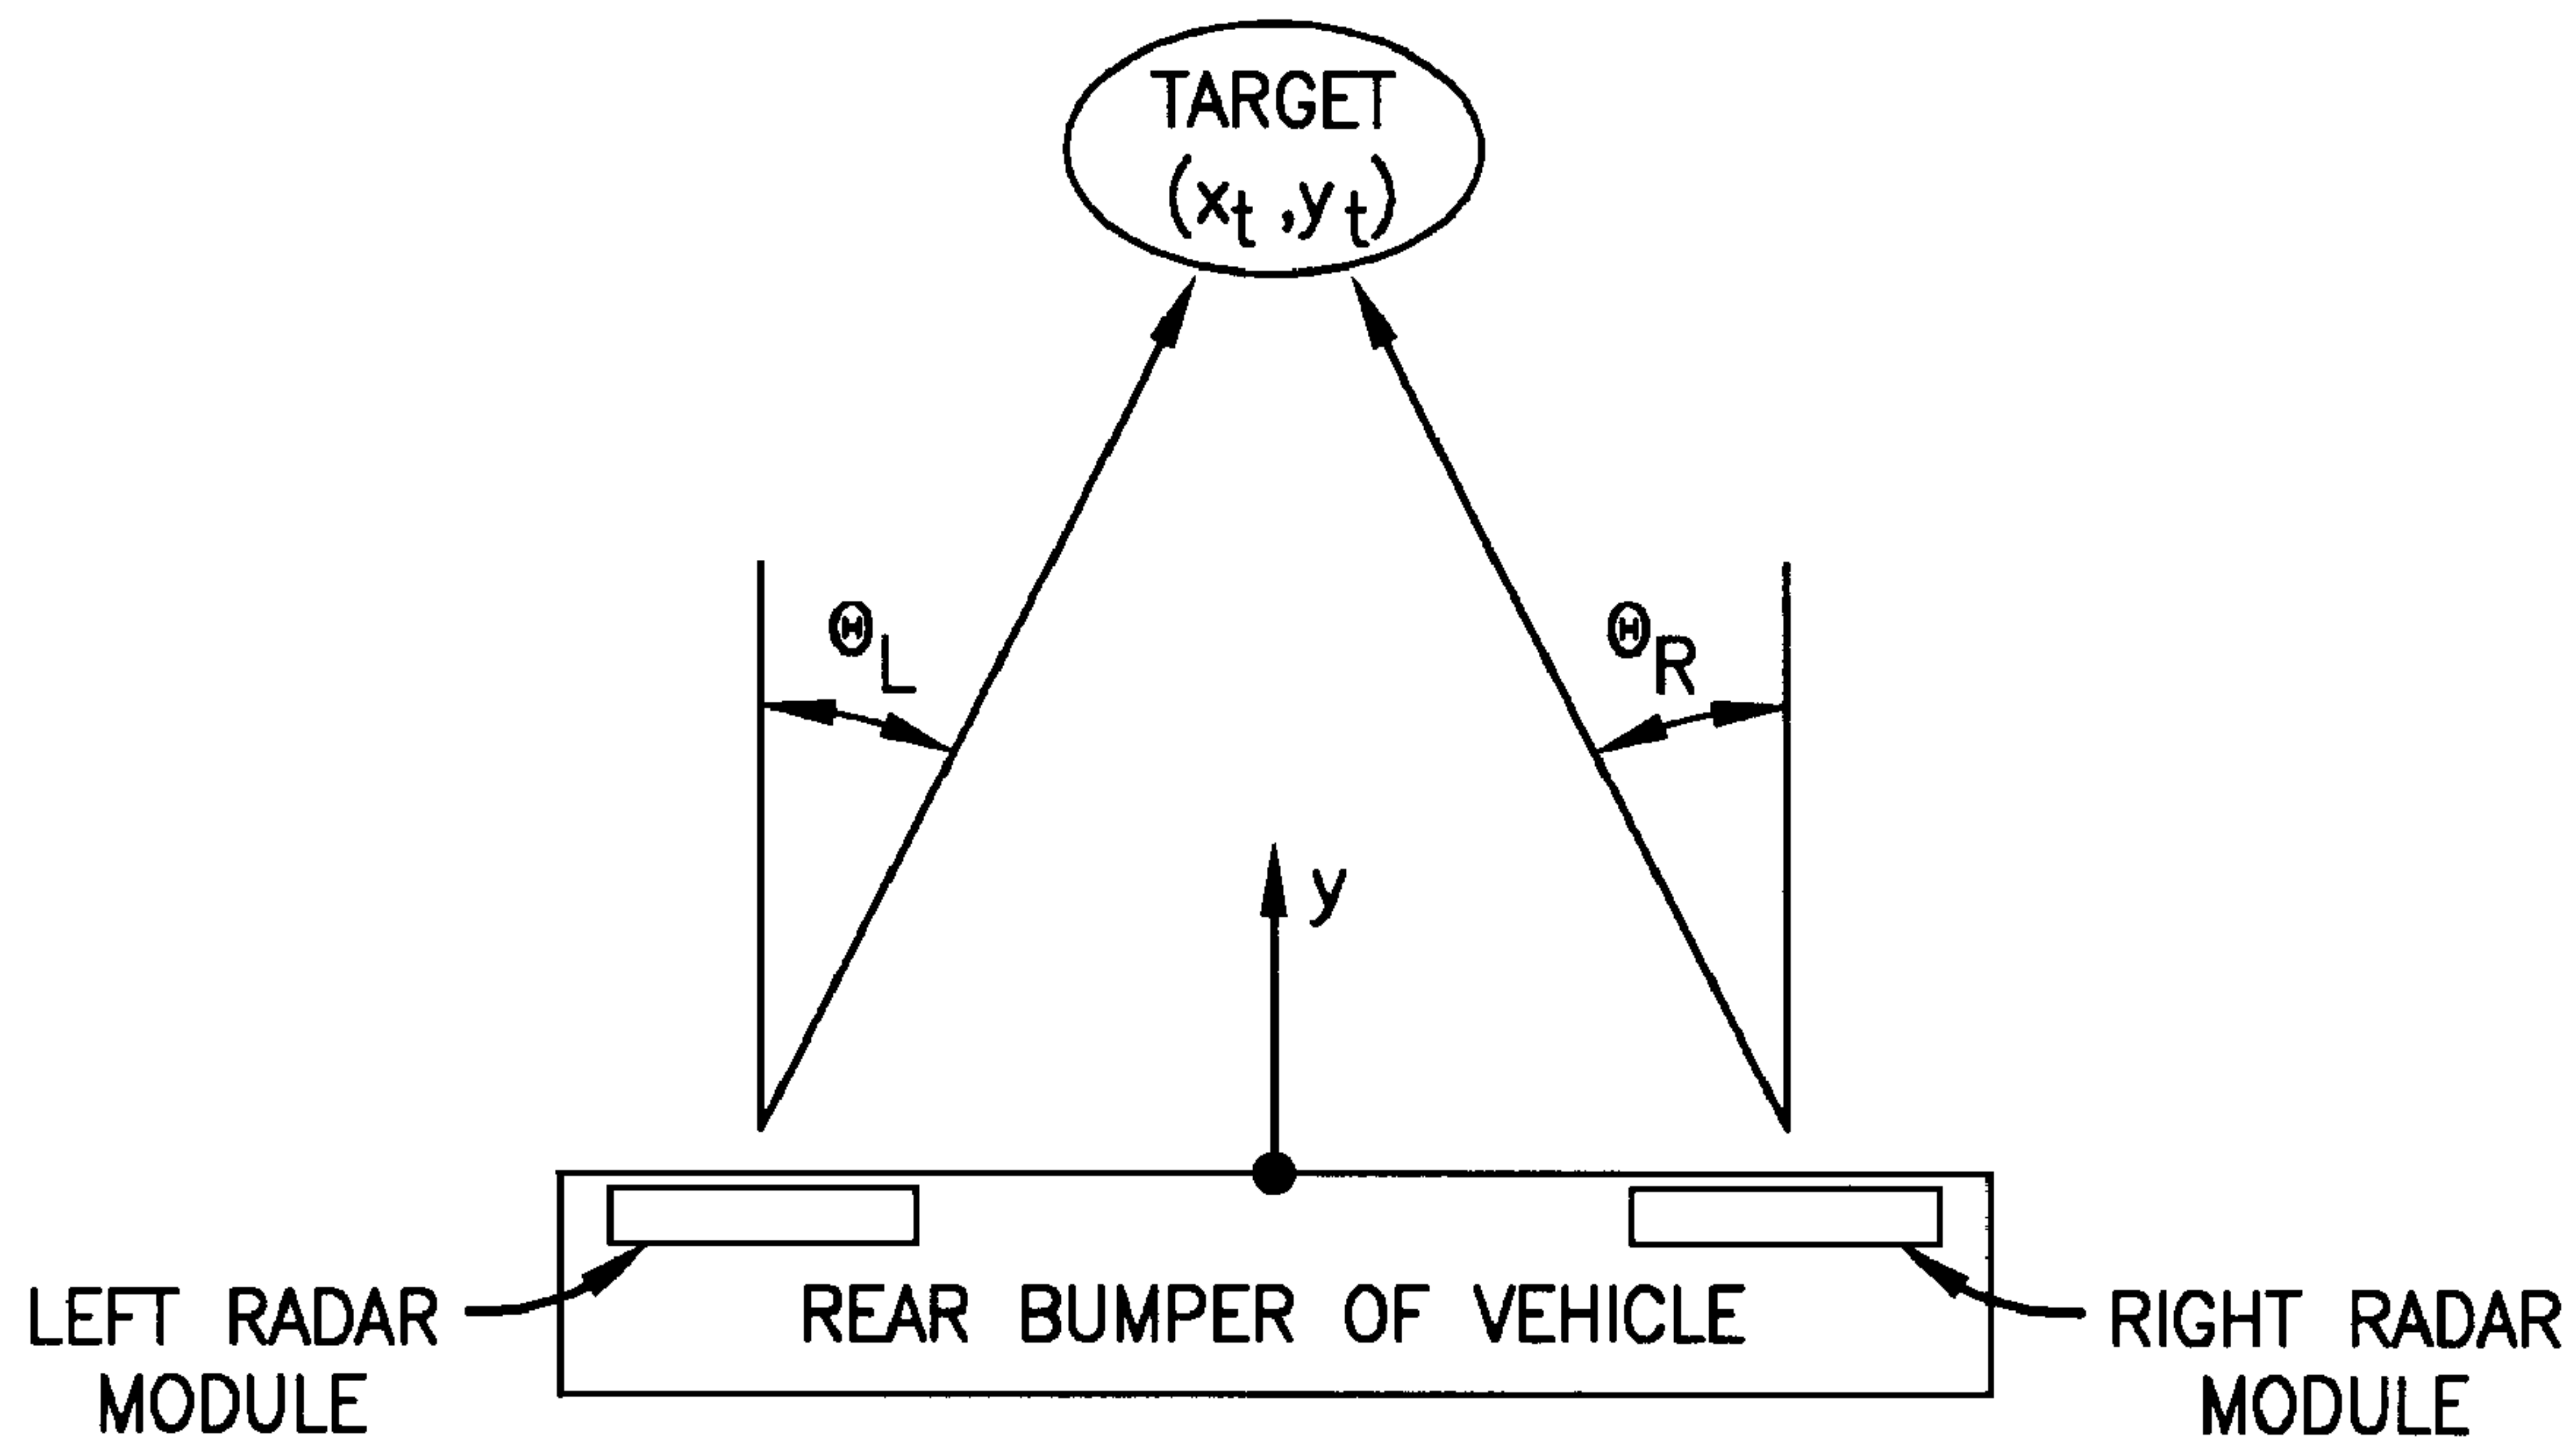 TARGET
(xt ,yt)
ΘL
ΘR
y
REAR BUMPER OF VEHICLE
LEFT RADAR
MODULE
RIGHT RADAR
MODULE